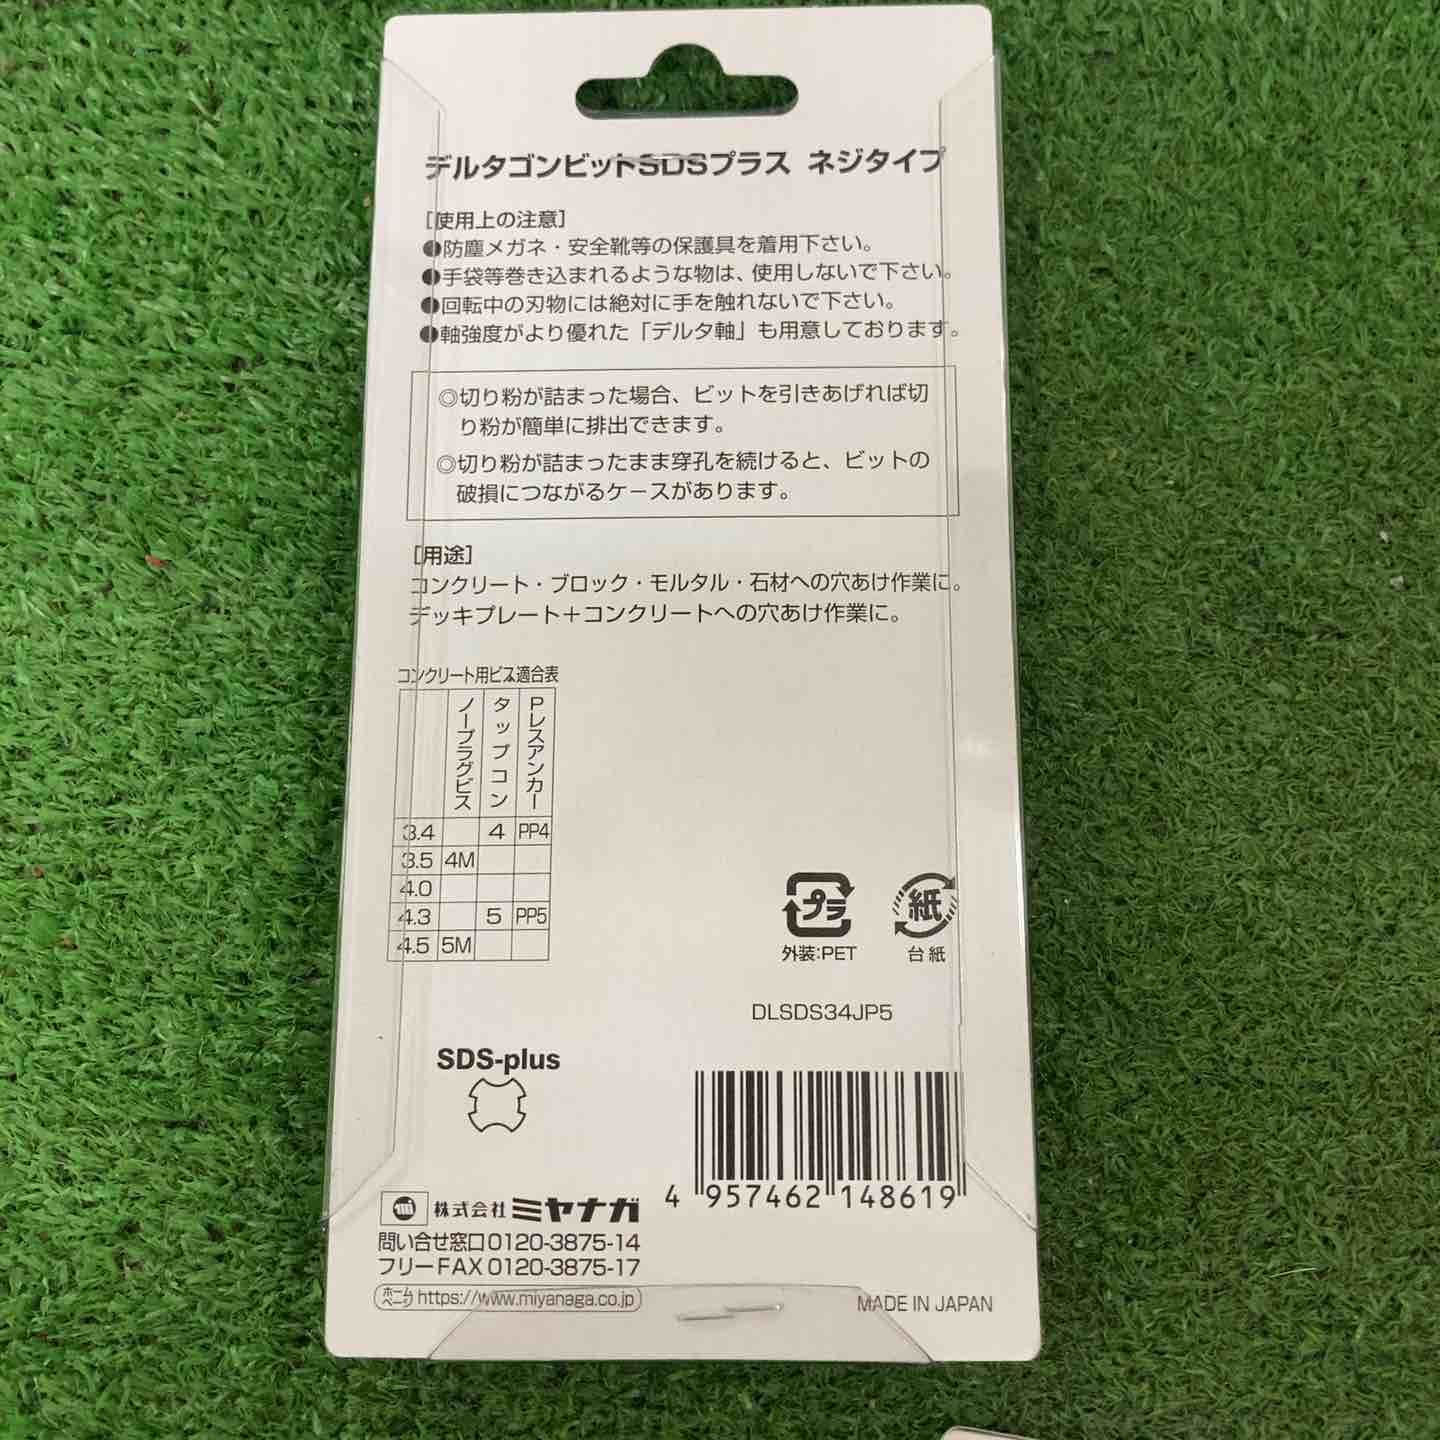 デルタゴンビットSDSプラス ネジタイプ
[使用上の注意]
●防塵メガネ・安全靴等の保護具を着用下さい。
●手袋等巻き込まれるような物は、使用しないで下さい。
●回転中の刃物には絶対に手を触れないで下さい。
●軸強度がより優れた「デルタ軸」も用意しております。
◎切り粉が詰まった場合、ビットを引きあげれば切
り粉が簡単に排出できます。
◎切り粉が詰まったまま穿孔を続けると、ビットの
破損につながるケースがあります。
[用途]
コンクリート・ブロック・モルタル・石材への穴あけ作業に。
デッキプレート+コンクリートへの穴あけ作業に。
コンクリート用ビス適合表
ノープラグビス タップコン Pレスアンカー
3.4 4 PP4
3.5 4M
4.0
4.3 5 PP5
4.5 5M
プラ 紙
外装:PET 台紙
DLSDS34JP5
SDS-plus
4 957462 148619
mi 株式会社 ミヤナガ
問い合せ窓口0120-3875-14
フリーFAX 0120-3875-17
ホームページ https://www.miyanaga.co.jp
MADE IN JAPAN